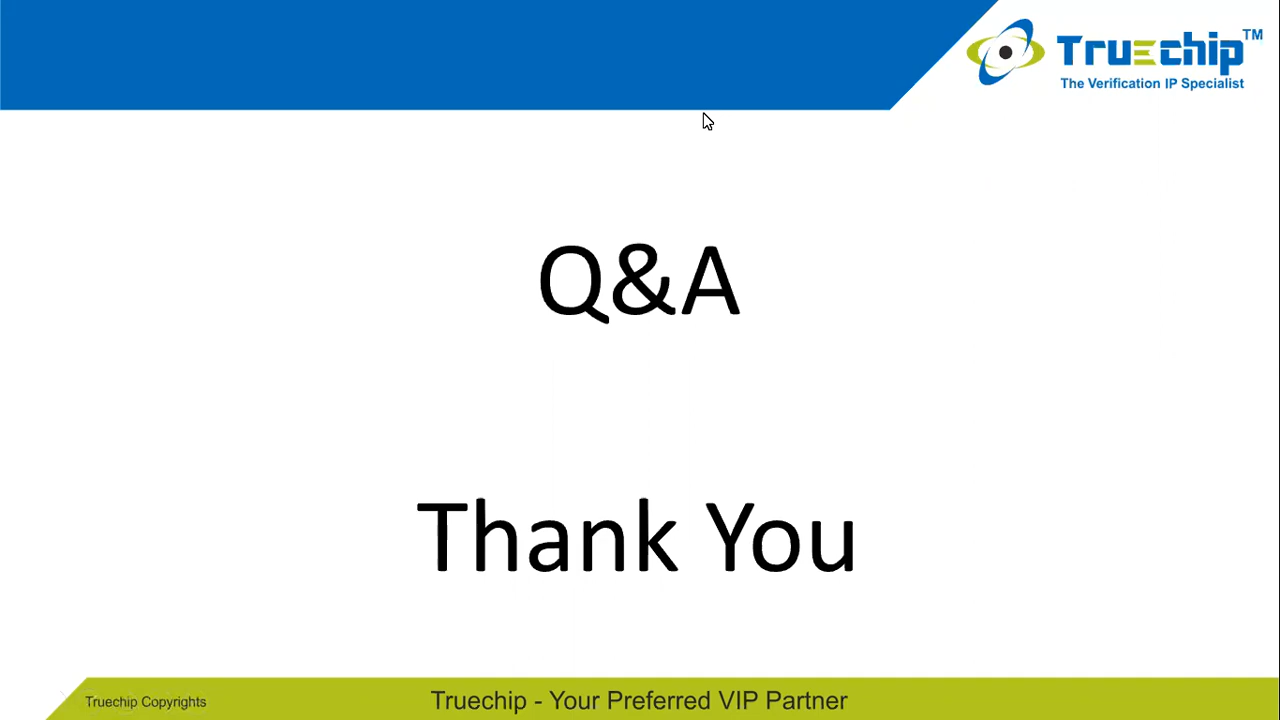 Truechip™
The Verification IP Specialist
Q&A
Thank You
Truechip Copyrights
Truechip - Your Preferred VIP Partner